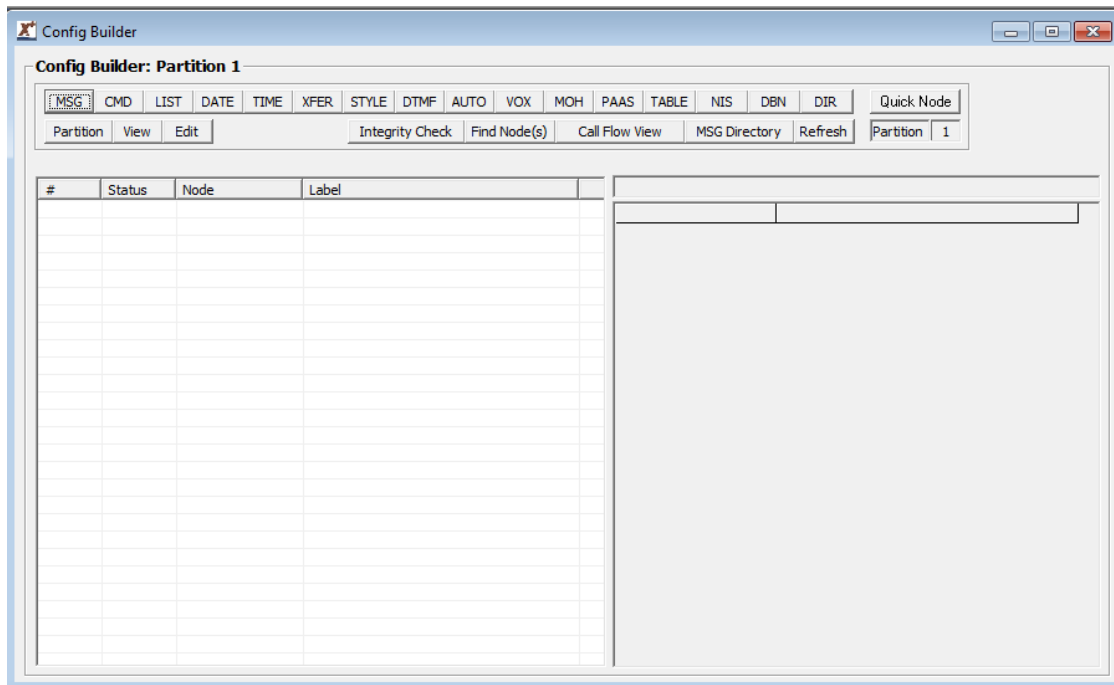 Config Builder
Config Builder: Partition 1
MSG CMD LIST DATE TIME XFER STYLE DTMF AUTO VOX MOH PAAS TABLE NIS DBN DIR Quick Node
Partition View Edit Integrity Check Find Node(s) Call Flow View MSG Directory Refresh Partition 1
# Status Node Label